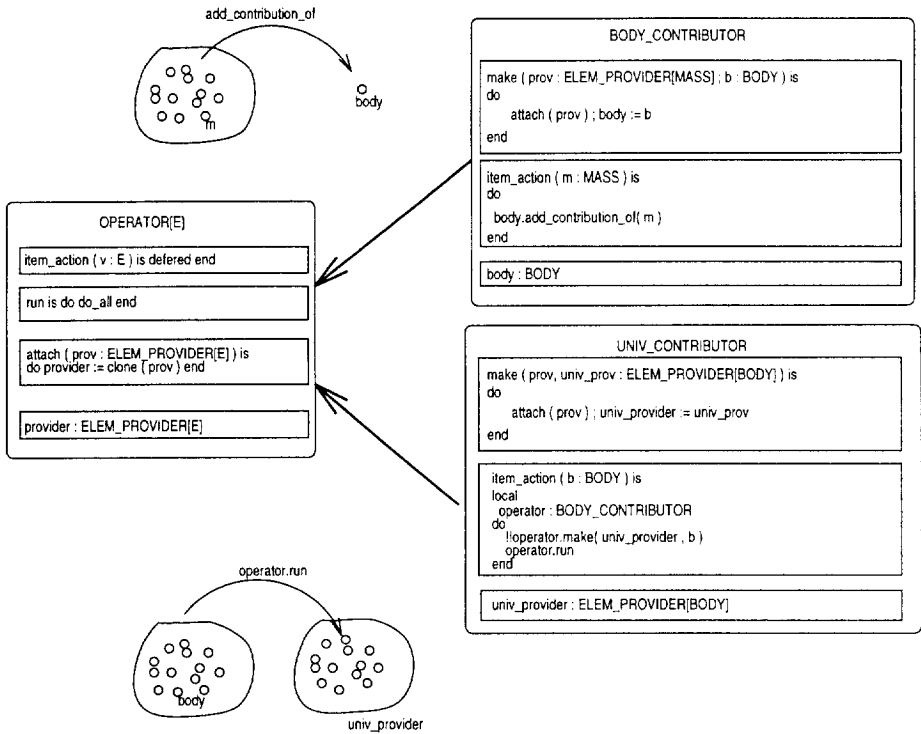 add_contribution_of
body
m
BODY_CONTRIBUTOR
make ( prov : ELEM_PROVIDER[MASS] ; b : BODY ) is
do
attach ( prov ) ; body := b
end
item_action ( m : MASS ) is
do
body.add_contribution_of( m )
end
body : BODY
OPERATOR[E]
item_action ( v : E ) is defered end
run is do do_all end
attach ( prov : ELEM_PROVIDER[E] ) is
do provider := clone ( prov ) end
provider : ELEM_PROVIDER[E]
UNIV_CONTRIBUTOR
make ( prov, univ_prov : ELEM_PROVIDER[BODY] ) is
do
attach ( prov ) ; univ_provider := univ_prov
end
item_action ( b : BODY ) is
local
operator : BODY_CONTRIBUTOR
do
!!operator.make( univ_provider , b )
operator.run
end
univ_provider : ELEM_PROVIDER[BODY]
operator.run
body
univ_provider